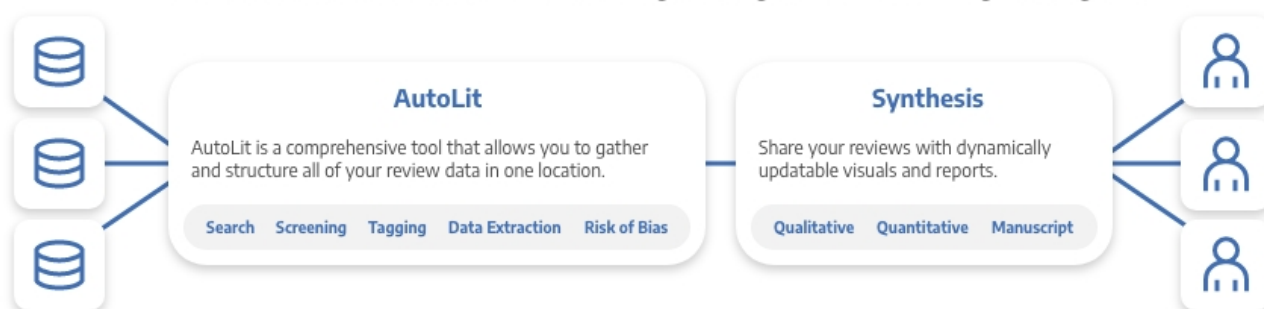 AutoLit
AutoLit is a comprehensive tool that allows you to gather
and structure all of your review data in one location.
Search Screening Tagging Data Extraction Risk of Bias
Synthesis
Share your reviews with dynamically
updatable visuals and reports.
Qualitative Quantitative Manuscript